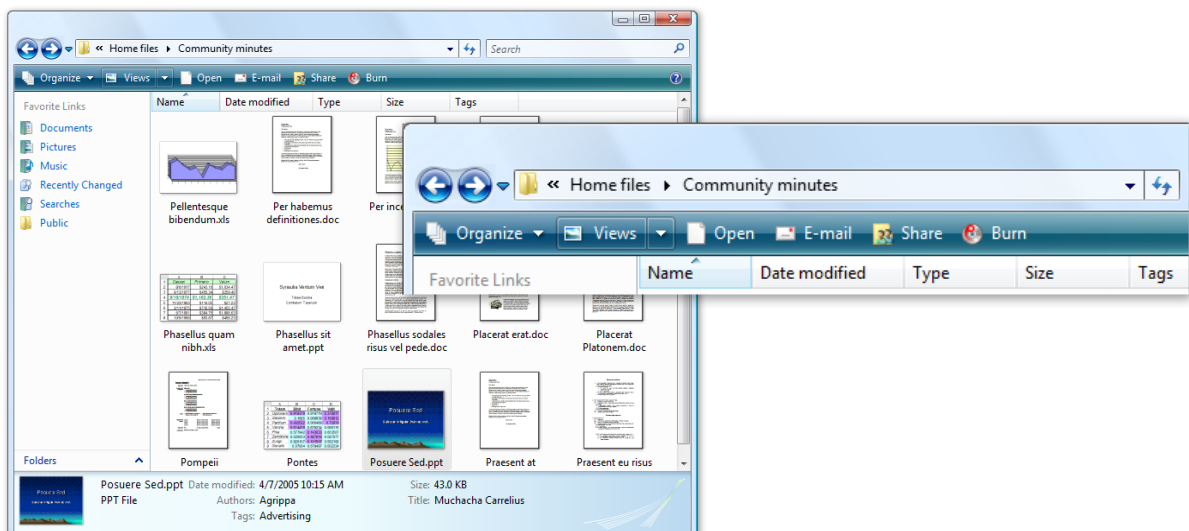 « Home files ▸ Community minutes
Search
Organize Views Open E-mail Share Burn
Favorite Links
Name Date modified Type Size Tags
Documents
Pictures
Music
Recently Changed
Searches
Public
Pellentesque bibendum.xls
Per habemus definitiones.doc
Per
Phasellus quam nibh.xls
Phasellus sit amet.ppt
Phasellus sodales risus vel pede.doc
Placerat erat.doc
Placerat Platonem.doc
Pompeii
Pontes
Posuere Sed.ppt
Praesent at
Praesent eu risus
Folders
Posuere Sed.ppt Date modified: 4/7/2005 10:15 AM Size: 43.0 KB
PPT File Authors: Agrippa Title: Muchacha Carrelius
Tags: Advertising
« Home files ▸ Community minutes
Organize Views Open E-mail Share Burn
Favorite Links Name Date modified Type Size Tags